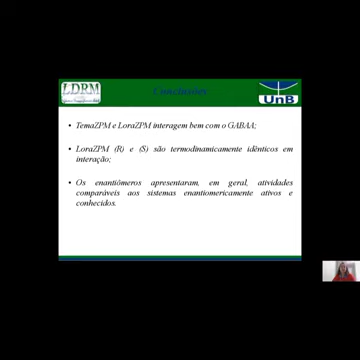 LDRM
Conclusões
UnB
• TemaZPM e LoraZPM interagem bem com o GABAA;
• LoraZPM (R) e (S) são termodinamicamente idênticos em
interação;
• Os enantiômeros apresentaram, em geral, atividades
comparáveis aos sistemas enantiomericamente ativos e
conhecidos.